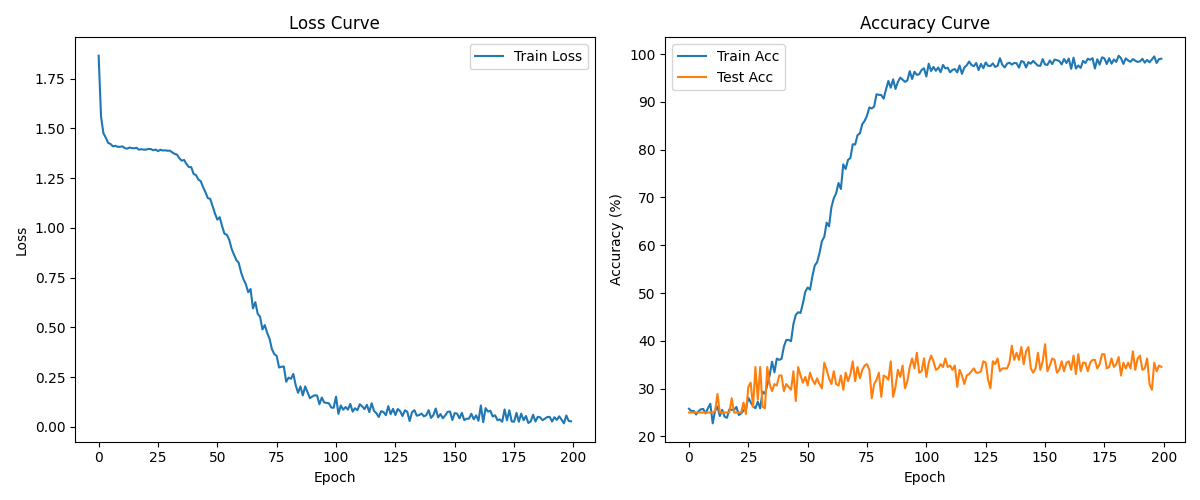 Loss Curve
Train Loss
1.75
1.50
1.25
1.00
0.75
0.50
0.25
0.00
Loss
0 25 50 75 100 125 150 175 200
Epoch
Accuracy Curve
Train Acc
Test Acc
100
90
80
70
60
50
40
30
20
Accuracy (%)
0 25 50 75 100 125 150 175 200
Epoch